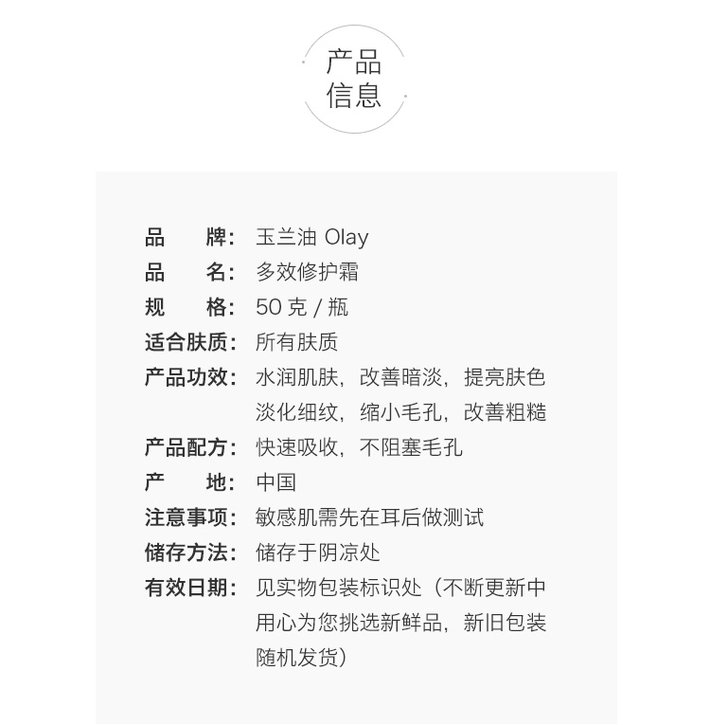 产品
信息
品 牌： 玉兰油 Olay
品 名： 多效修护霜
规 格： 50 克 / 瓶
适合肤质： 所有肤质
产品功效： 水润肌肤，改善暗淡，提亮肤色
淡化细纹，缩小毛孔，改善粗糙
产品配方： 快速吸收，不阻塞毛孔
产 地： 中国
注意事项： 敏感肌需先在耳后做测试
储存方法： 储存于阴凉处
有效日期： 见实物包装标识处（不断更新中
用心为您挑选新鲜品，新旧包装
随机发货）